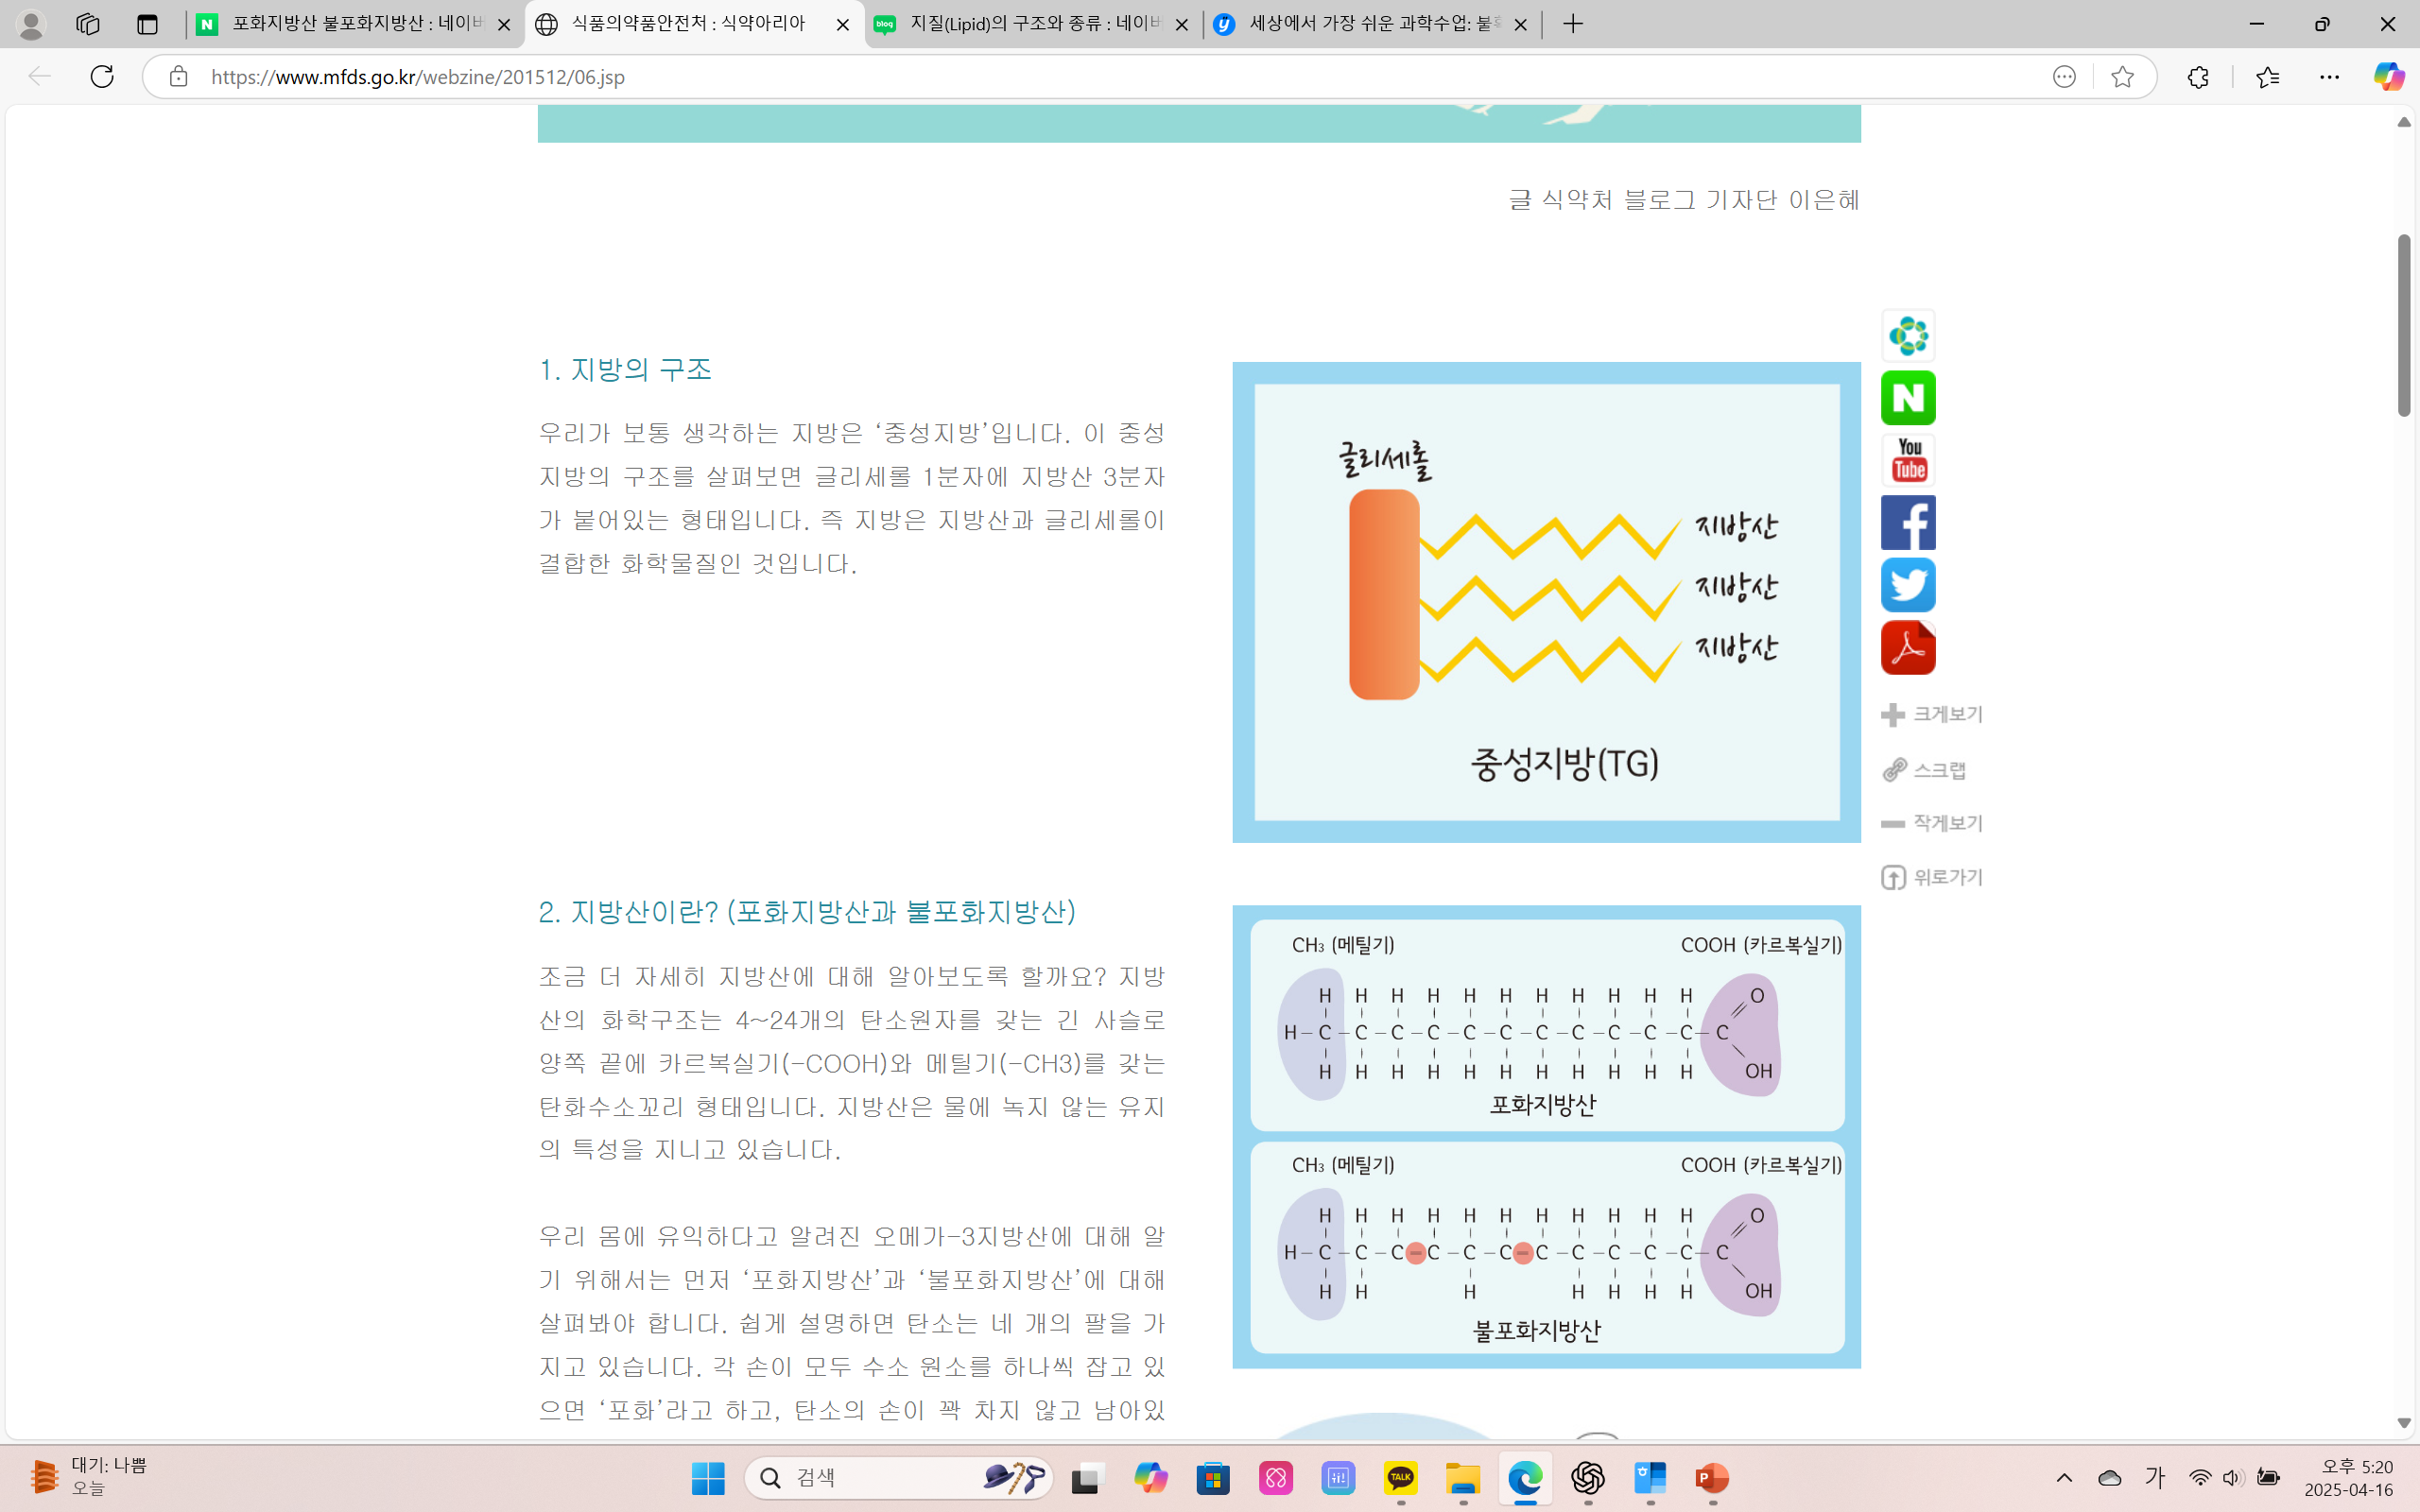 포화지방산 불포화지방산 : 네이버
식품의약품안전처 : 식약아리아
지질(Lipid)의 구조와 종류 : 네이버
세상에서 가장 쉬운 과학수업: 불확
https://www.mfds.go.kr/webzine/201512/06.jsp
글 식약처 블로그 기자단 이은혜
1. 지방의 구조
우리가 보통 생각하는 지방은 ‘중성지방’입니다. 이 중성
지방의 구조를 살펴보면 글리세롤 1분자에 지방산 3분자
가 붙어있는 형태입니다. 즉 지방은 지방산과 글리세롤이
결합한 화학물질인 것입니다.
글리세롤
지방산
지방산
지방산
중성지방(TG)
N
You
Tube
f
크게보기
스크랩
작게보기
위로가기
2. 지방산이란? (포화지방산과 불포화지방산)
조금 더 자세히 지방산에 대해 알아보도록 할까요? 지방
산의 화학구조는 4~24개의 탄소원자를 갖는 긴 사슬로
양쪽 끝에 카르복실기(-COOH)와 메틸기(-CH3)를 갖는
탄화수소꼬리 형태입니다. 지방산은 물에 녹지 않는 유지
의 특성을 지니고 있습니다.
우리 몸에 유익하다고 알려진 오메가-3지방산에 대해 알
기 위해서는 먼저 ‘포화지방산’과 ‘불포화지방산’에 대해
살펴봐야 합니다. 쉽게 설명하면 탄소는 네 개의 팔을 가
지고 있습니다. 각 손이 모두 수소 원소를 하나씩 잡고 있
으면 ‘포화’라고 하고, 탄소의 손이 꽉 차지 않고 남아있
CH₃ (메틸기) COOH (카르복실기)
H H H H H H H H H H H O
H – C – C – C – C – C – C – C – C – C – C – C – C
H H H H H H H H H H H OH
포화지방산
CH₃ (메틸기) COOH (카르복실기)
H H H H H H H H H H H O
H – C – C – C = C – C – C = C – C – C – C – C – C
H H H H H H H OH
불포화지방산
대기: 나쁨
오늘
검색
TALK
가
오후 5:20
2025-04-16